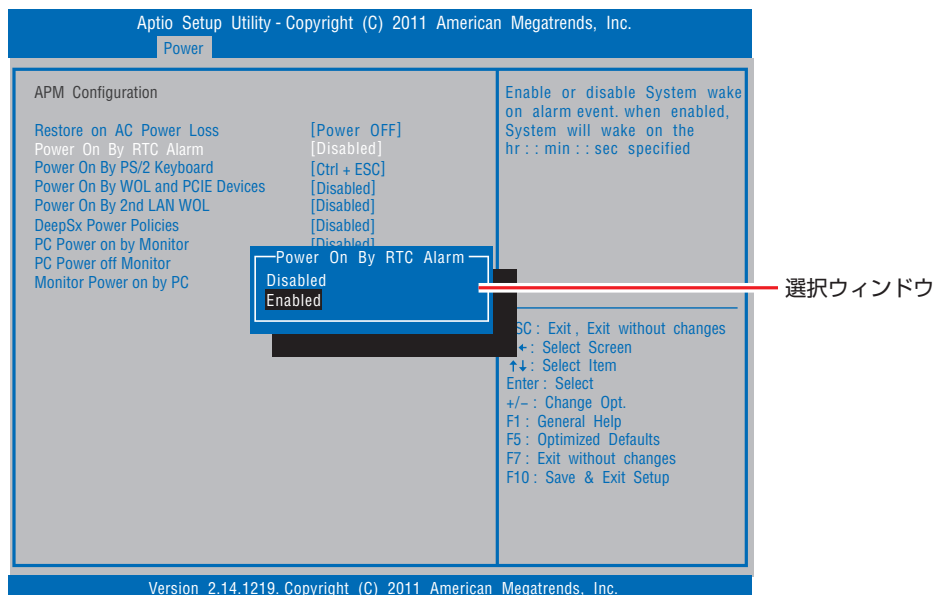 Aptio Setup Utility - Copyright (C) 2011 American Megatrends, Inc.
Power
APM Configuration
Restore on AC Power Loss [Power OFF]
Power On By RTC Alarm [Disabled]
Power On By PS/2 Keyboard [Ctrl + ESC]
Power On By WOL and PCIE Devices [Disabled]
Power On By 2nd LAN WOL [Disabled]
DeepSx Power Policies [Disabled]
PC Power on by Monitor [Disabled]
PC Power off Monitor
Monitor Power on by PC
Power On By RTC Alarm
Disabled
Enabled
選択ウィンドウ
Enable or disable System wake
on alarm event. when enabled,
System will wake on the
hr : : min : : sec specified
SC : Exit , Exit without changes
← : Select Screen
↑↓ : Select Item
Enter : Select
+/− : Change Opt.
F1 : General Help
F5 : Optimized Defaults
F7 : Exit without changes
F10 : Save & Exit Setup
Version 2.14.1219. Copyright (C) 2011 American Megatrends, Inc.